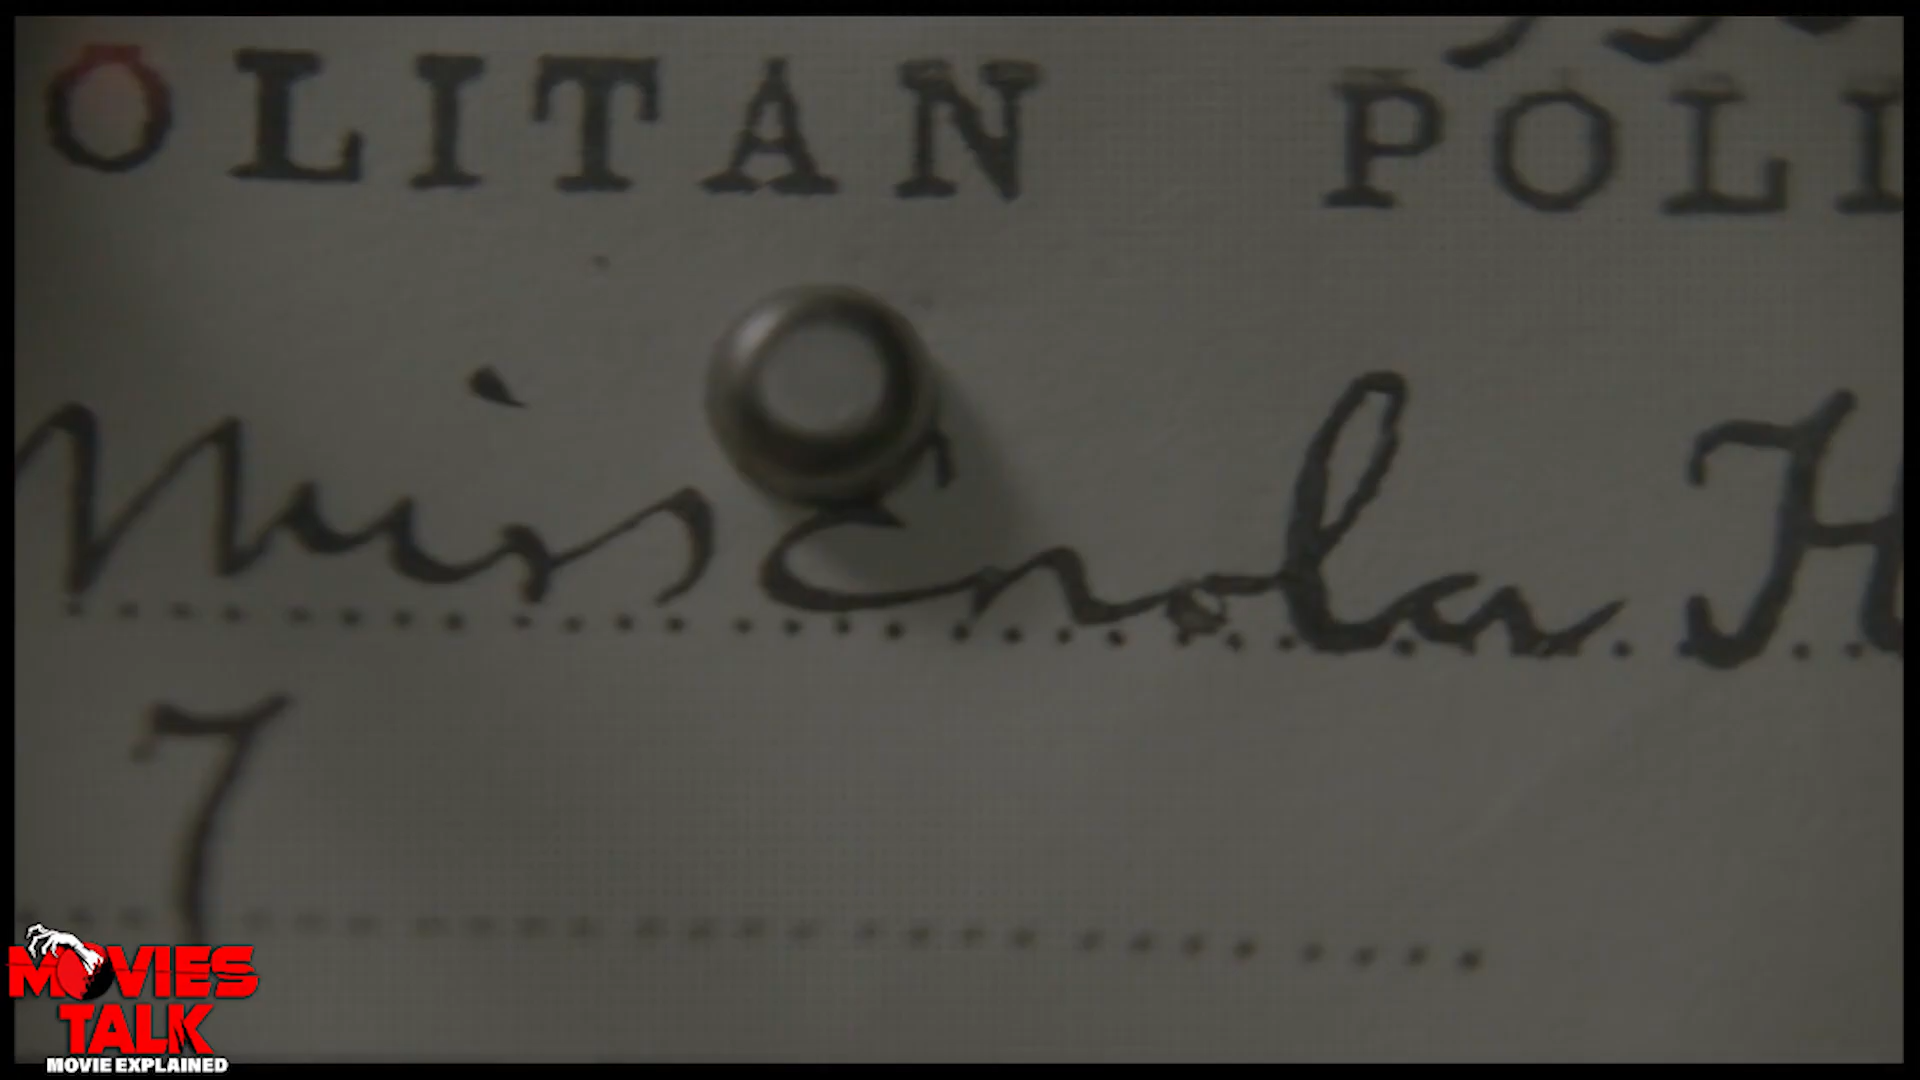 OLITAN POLI
Miss Enola H
7
MOVIES
TALK
MOVIE EXPLAINED